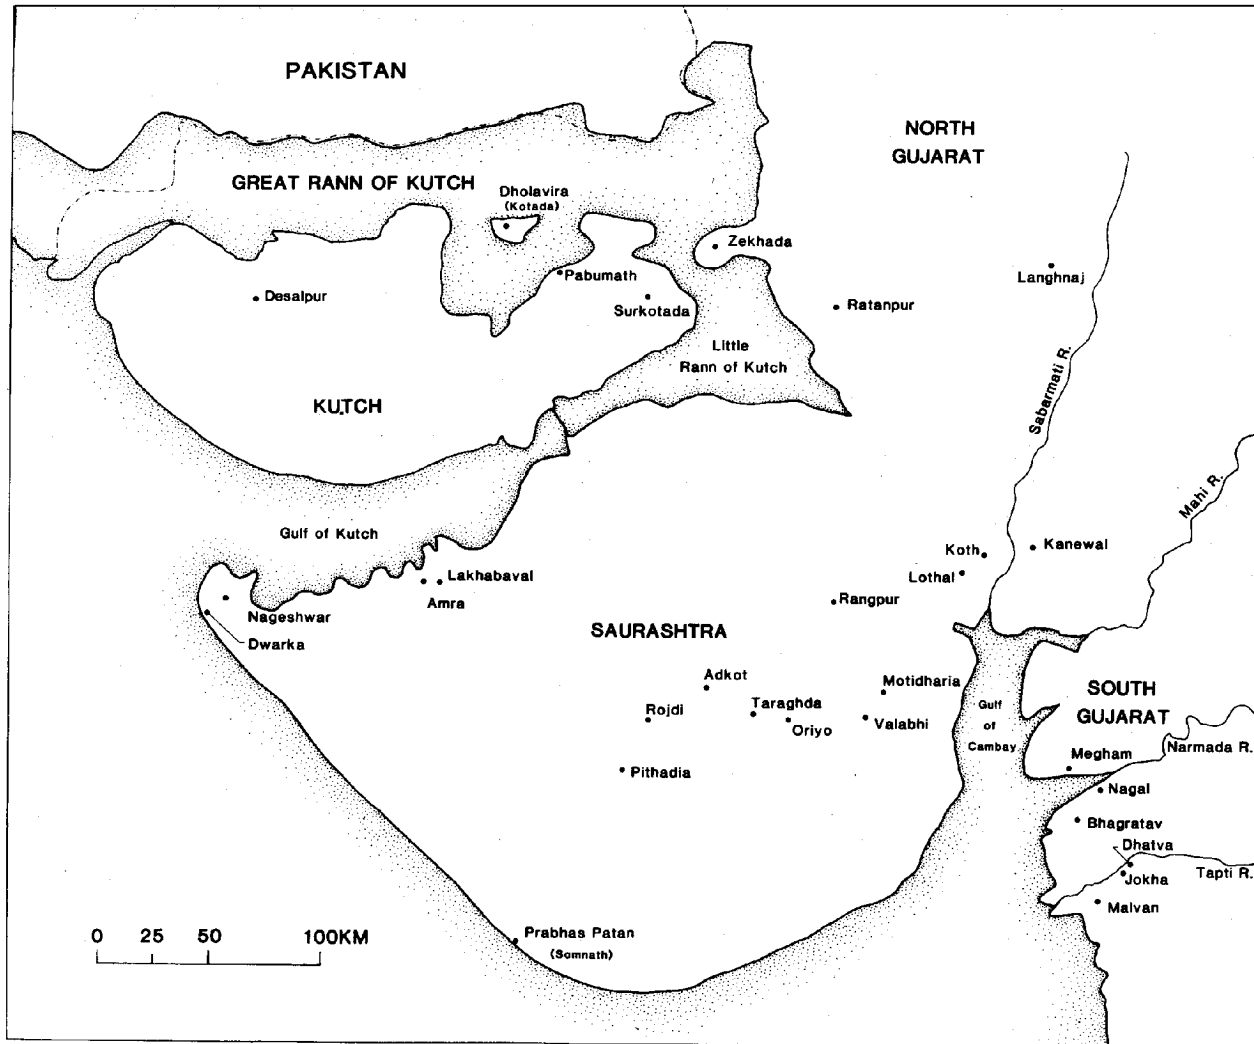 PAKISTAN
NORTH
GUJARAT
GREAT RANN OF KUTCH
Dholavira
(Kotada)
Zekhada
Langhnaj
Pabumath
Desalpur
Surkotada
Ratanpur
Little
Rann of Kutch
Sabarmati R.
KUTCH
Mahi R.
Gulf of Kutch
Koth
Kanewal
Lothal
Lakhabaval
Amra
Rangpur
Nageshwar
Dwarka
SAURASHTRA
Adkot
Motidharia
SOUTH
GUJARAT
Rojdi
Taraghda
Oriyo
Valabhi
Gulf
of
Cambay
Narmada R.
Megham
Pithadia
Nagal
Bhagratav
Dhatva
Jokha
Tapti R.
Malvan
Prabhas Patan
(Somnath)
0 25 50 100KM